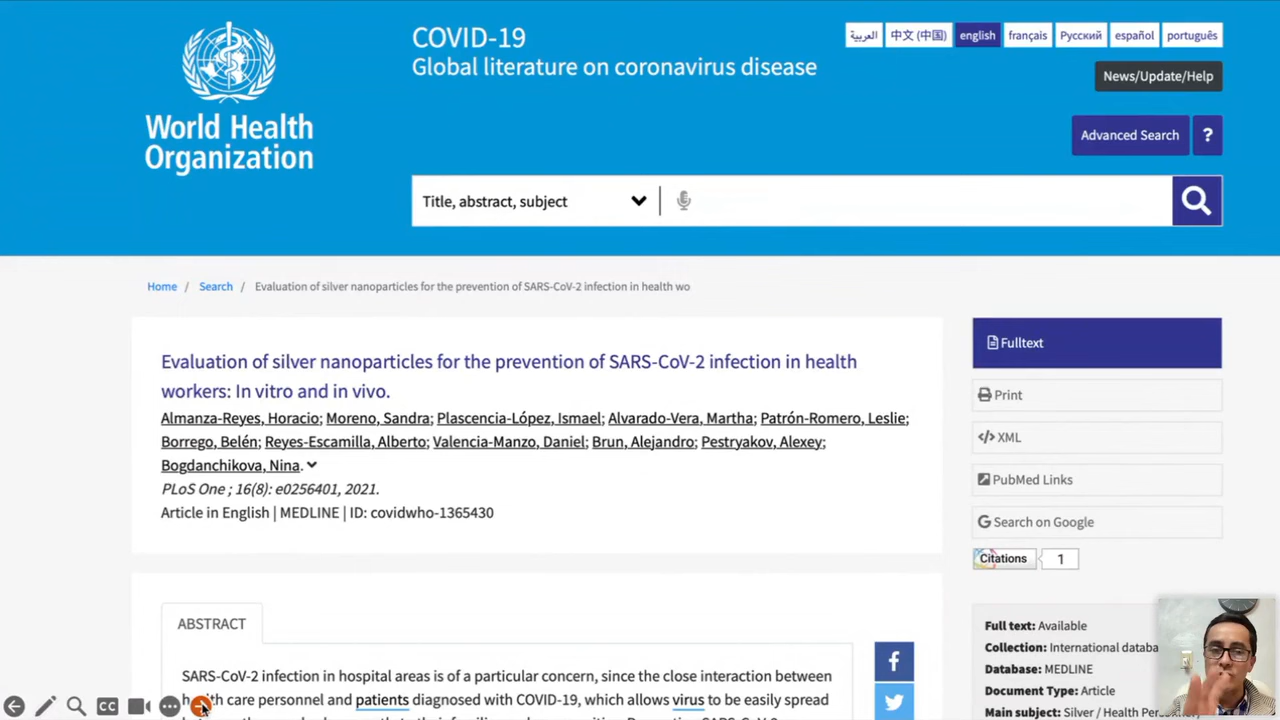 COVID-19
Global literature on coronavirus disease
العربية 中文 (中国) english français Русский español português
News/Update/Help
World Health
Organization
Advanced Search ?
Title, abstract, subject
Home / Search / Evaluation of silver nanoparticles for the prevention of SARS-CoV-2 infection in health wo
Evaluation of silver nanoparticles for the prevention of SARS-CoV-2 infection in health
workers: In vitro and in vivo.
Almanza-Reyes, Horacio; Moreno, Sandra; Plascencia-López, Ismael; Alvarado-Vera, Martha; Patrón-Romero, Leslie;
Borrego, Belén; Reyes-Escamilla, Alberto; Valencia-Manzo, Daniel; Brun, Alejandro; Pestryakov, Alexey;
Bogdanchikova, Nina.
PLoS One ; 16(8): e0256401, 2021.
Article in English | MEDLINE | ID: covidwho-1365430
Fulltext
Print
XML
PubMed Links
Search on Google
Citations 1
ABSTRACT
SARS-CoV-2 infection in hospital areas is of a particular concern, since the close interaction between
care personnel and patients diagnosed with COVID-19, which allows virus to be easily spread
Full text: Available
Collection: International databa
Database: MEDLINE
Document Type: Article
Main subject: Silver / Health Pers
CC